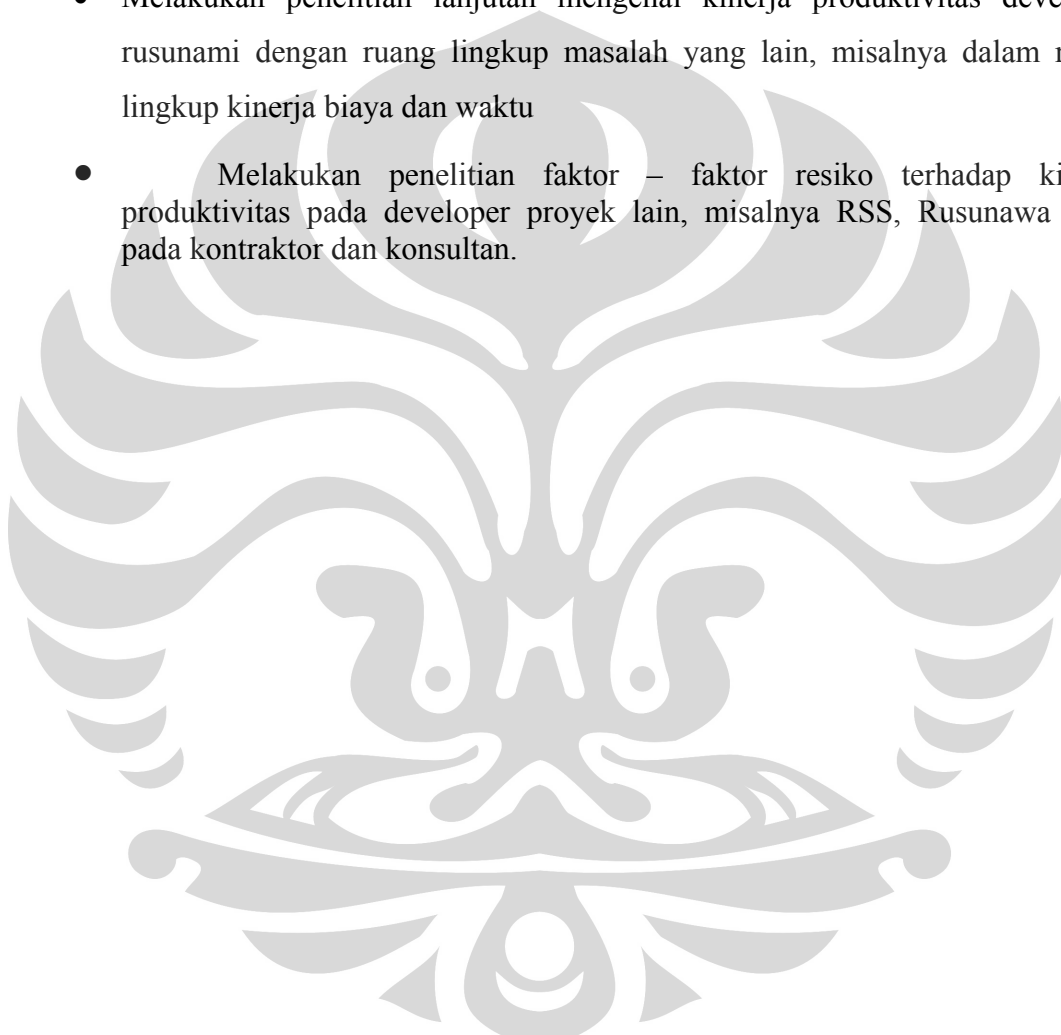 • Melakukan penelitian lanjutan mengenai kinerja produktivitas deve
rusunami dengan ruang lingkup masalah yang lain, misalnya dalam r
lingkup kinerja biaya dan waktu
• Melakukan penelitian faktor – faktor resiko terhadap ki
produktivitas pada developer proyek lain, misalnya RSS, Rusunawa
pada kontraktor dan konsultan.